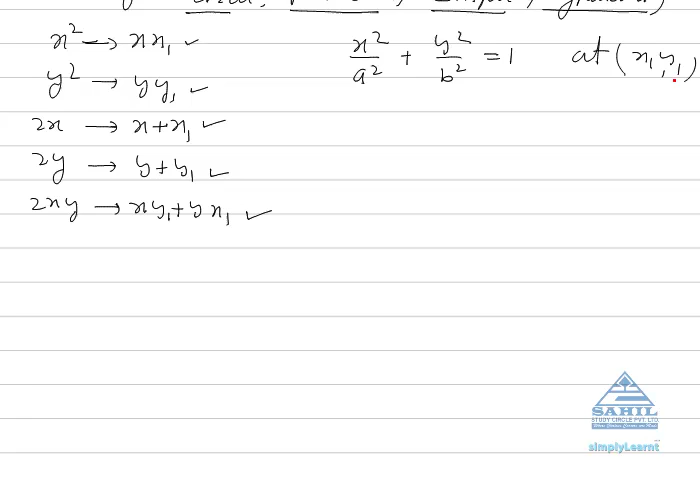 x² → xx₁ ✓
y² → yy₁ ✓
2x → x+x₁ ✓
2y → y+y₁ ✓
2xy → xy₁+yx₁ ✓
x²/a² + y²/b² = 1 at (x₁,y₁)
SAHIL
STUDY CIRCLE PVT. LTD.
simplyLearnt